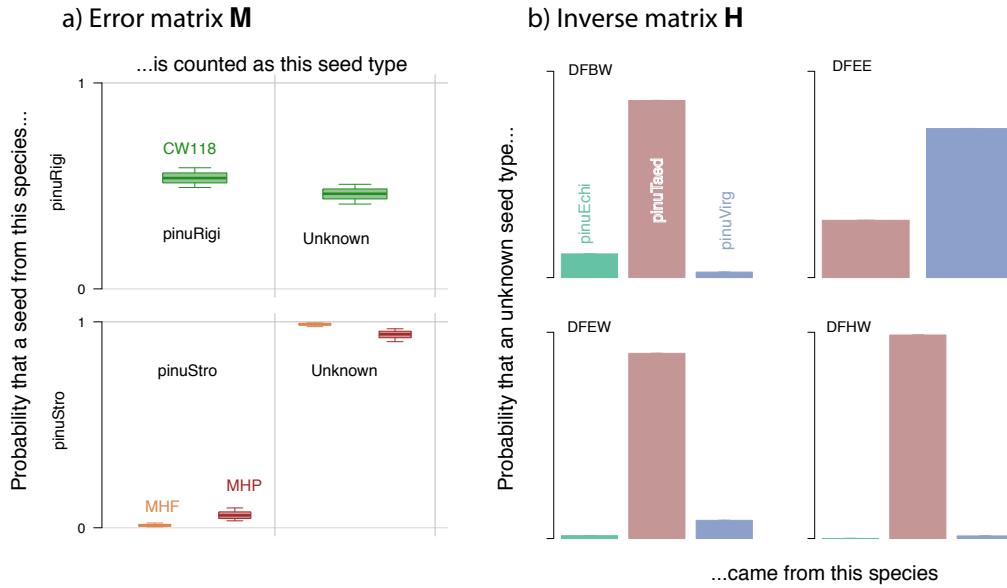 a) Error matrix M
...is counted as this seed type
Probability that a seed from this species...
pinuRigi
1
0
CW118
pinuRigi
Unknown
pinuStro
1
0
pinuStro
Unknown
MHF
MHP
b) Inverse matrix H
Probability that an unknown seed type...
DFBW
pinuEchi
pinuTaed
pinuVirg
DFEE
DFEW
DFHW
...came from this species